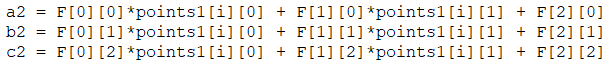 a2 = F[0][0]*points1[i][0] + F[1][0]*points1[i][1] + F[2][0]
b2 = F[0][1]*points1[i][0] + F[1][1]*points1[i][1] + F[2][1]
c2 = F[0][2]*points1[i][0] + F[1][2]*points1[i][1] + F[2][2]